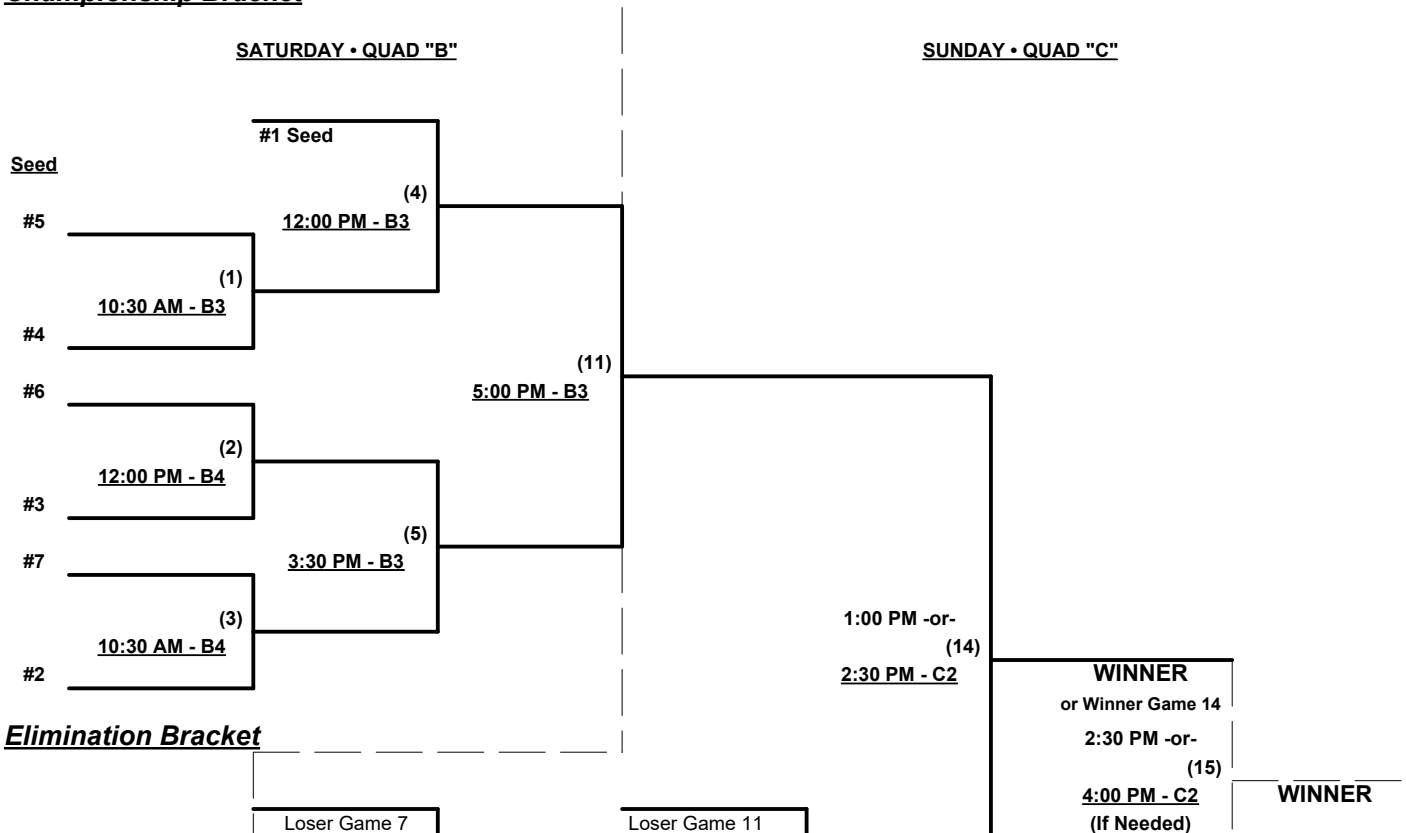 Championship Bracket
SATURDAY • QUAD "B"
SUNDAY • QUAD "C"
#1 Seed
Seed
(4)
#5
12:00 PM - B3
(1)
10:30 AM - B3
#4
(11)
#6
5:00 PM - B3
(2)
12:00 PM - B4
#3
(5)
#7
3:30 PM - B3
(3)
1:00 PM -or-
10:30 AM - B4
(14)
#2
2:30 PM - C2
WINNER
or Winner Game 14
Elimination Bracket
2:30 PM -or-
(15)
4:00 PM - C2
WINNER
Loser Game 7
Loser Game 11
(If Needed)